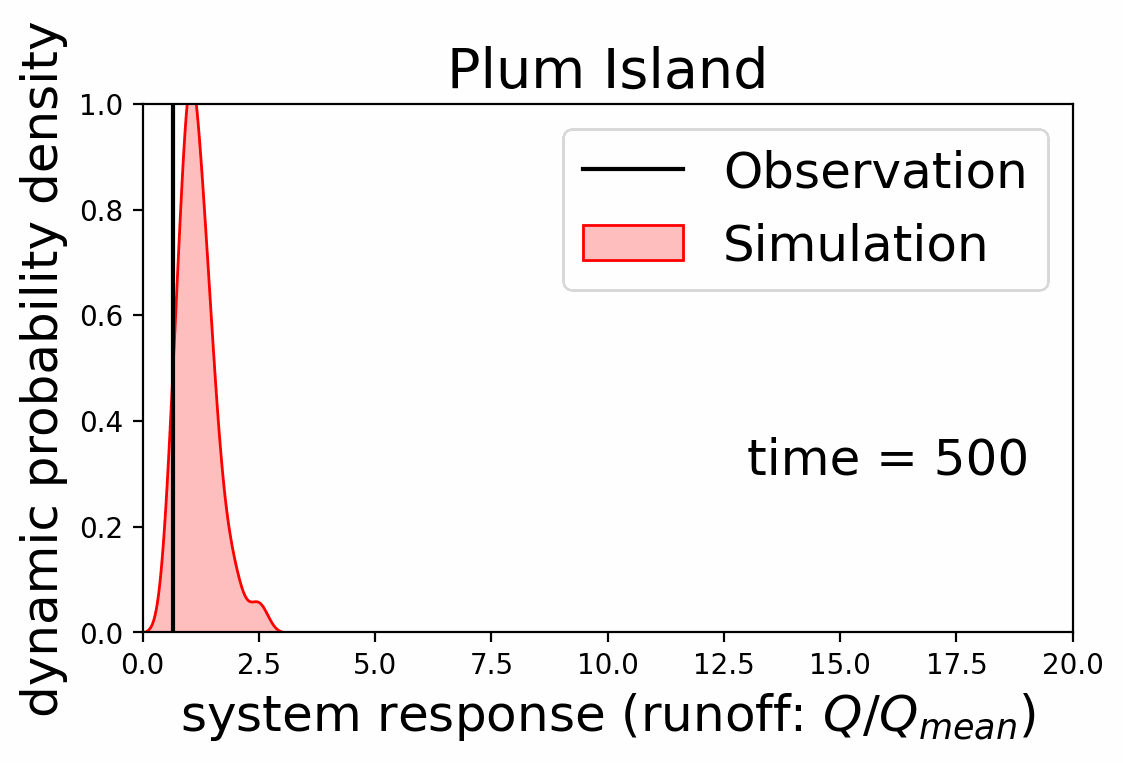 Plum Island
dynamic probability density
1.0
0.8
0.6
0.4
0.2
0.0
Observation
Simulation
time = 500
0.0 2.5 5.0 7.5 10.0 12.5 15.0 17.5 20.0
system response (runoff: Q/Qmean)